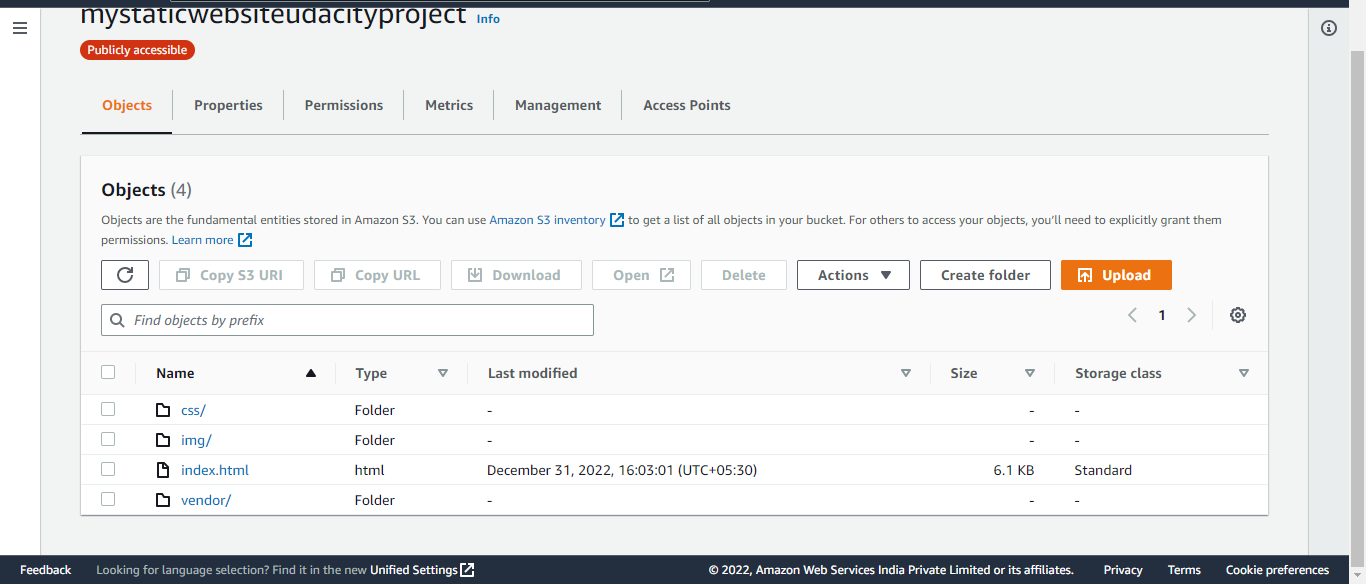 mystaticwebsiteudacityproject Info
Publicly accessible
Objects Properties Permissions Metrics Management Access Points
Objects (4)
Objects are the fundamental entities stored in Amazon S3. You can use Amazon S3 inventory to get a list of all objects in your bucket. For others to access your objects, you'll need to explicitly grant them
permissions. Learn more
Copy S3 URI Copy URL Download Open Delete Actions Create folder Upload
Find objects by prefix 1
Name Type Last modified Size Storage class
css/ Folder - - -
img/ Folder - - -
index.html html December 31, 2022, 16:03:01 (UTC+05:30) 6.1 KB Standard
vendor/ Folder - - -
Feedback Looking for language selection? Find it in the new Unified Settings © 2022, Amazon Web Services India Private Limited or its affiliates. Privacy Terms Cookie preferences